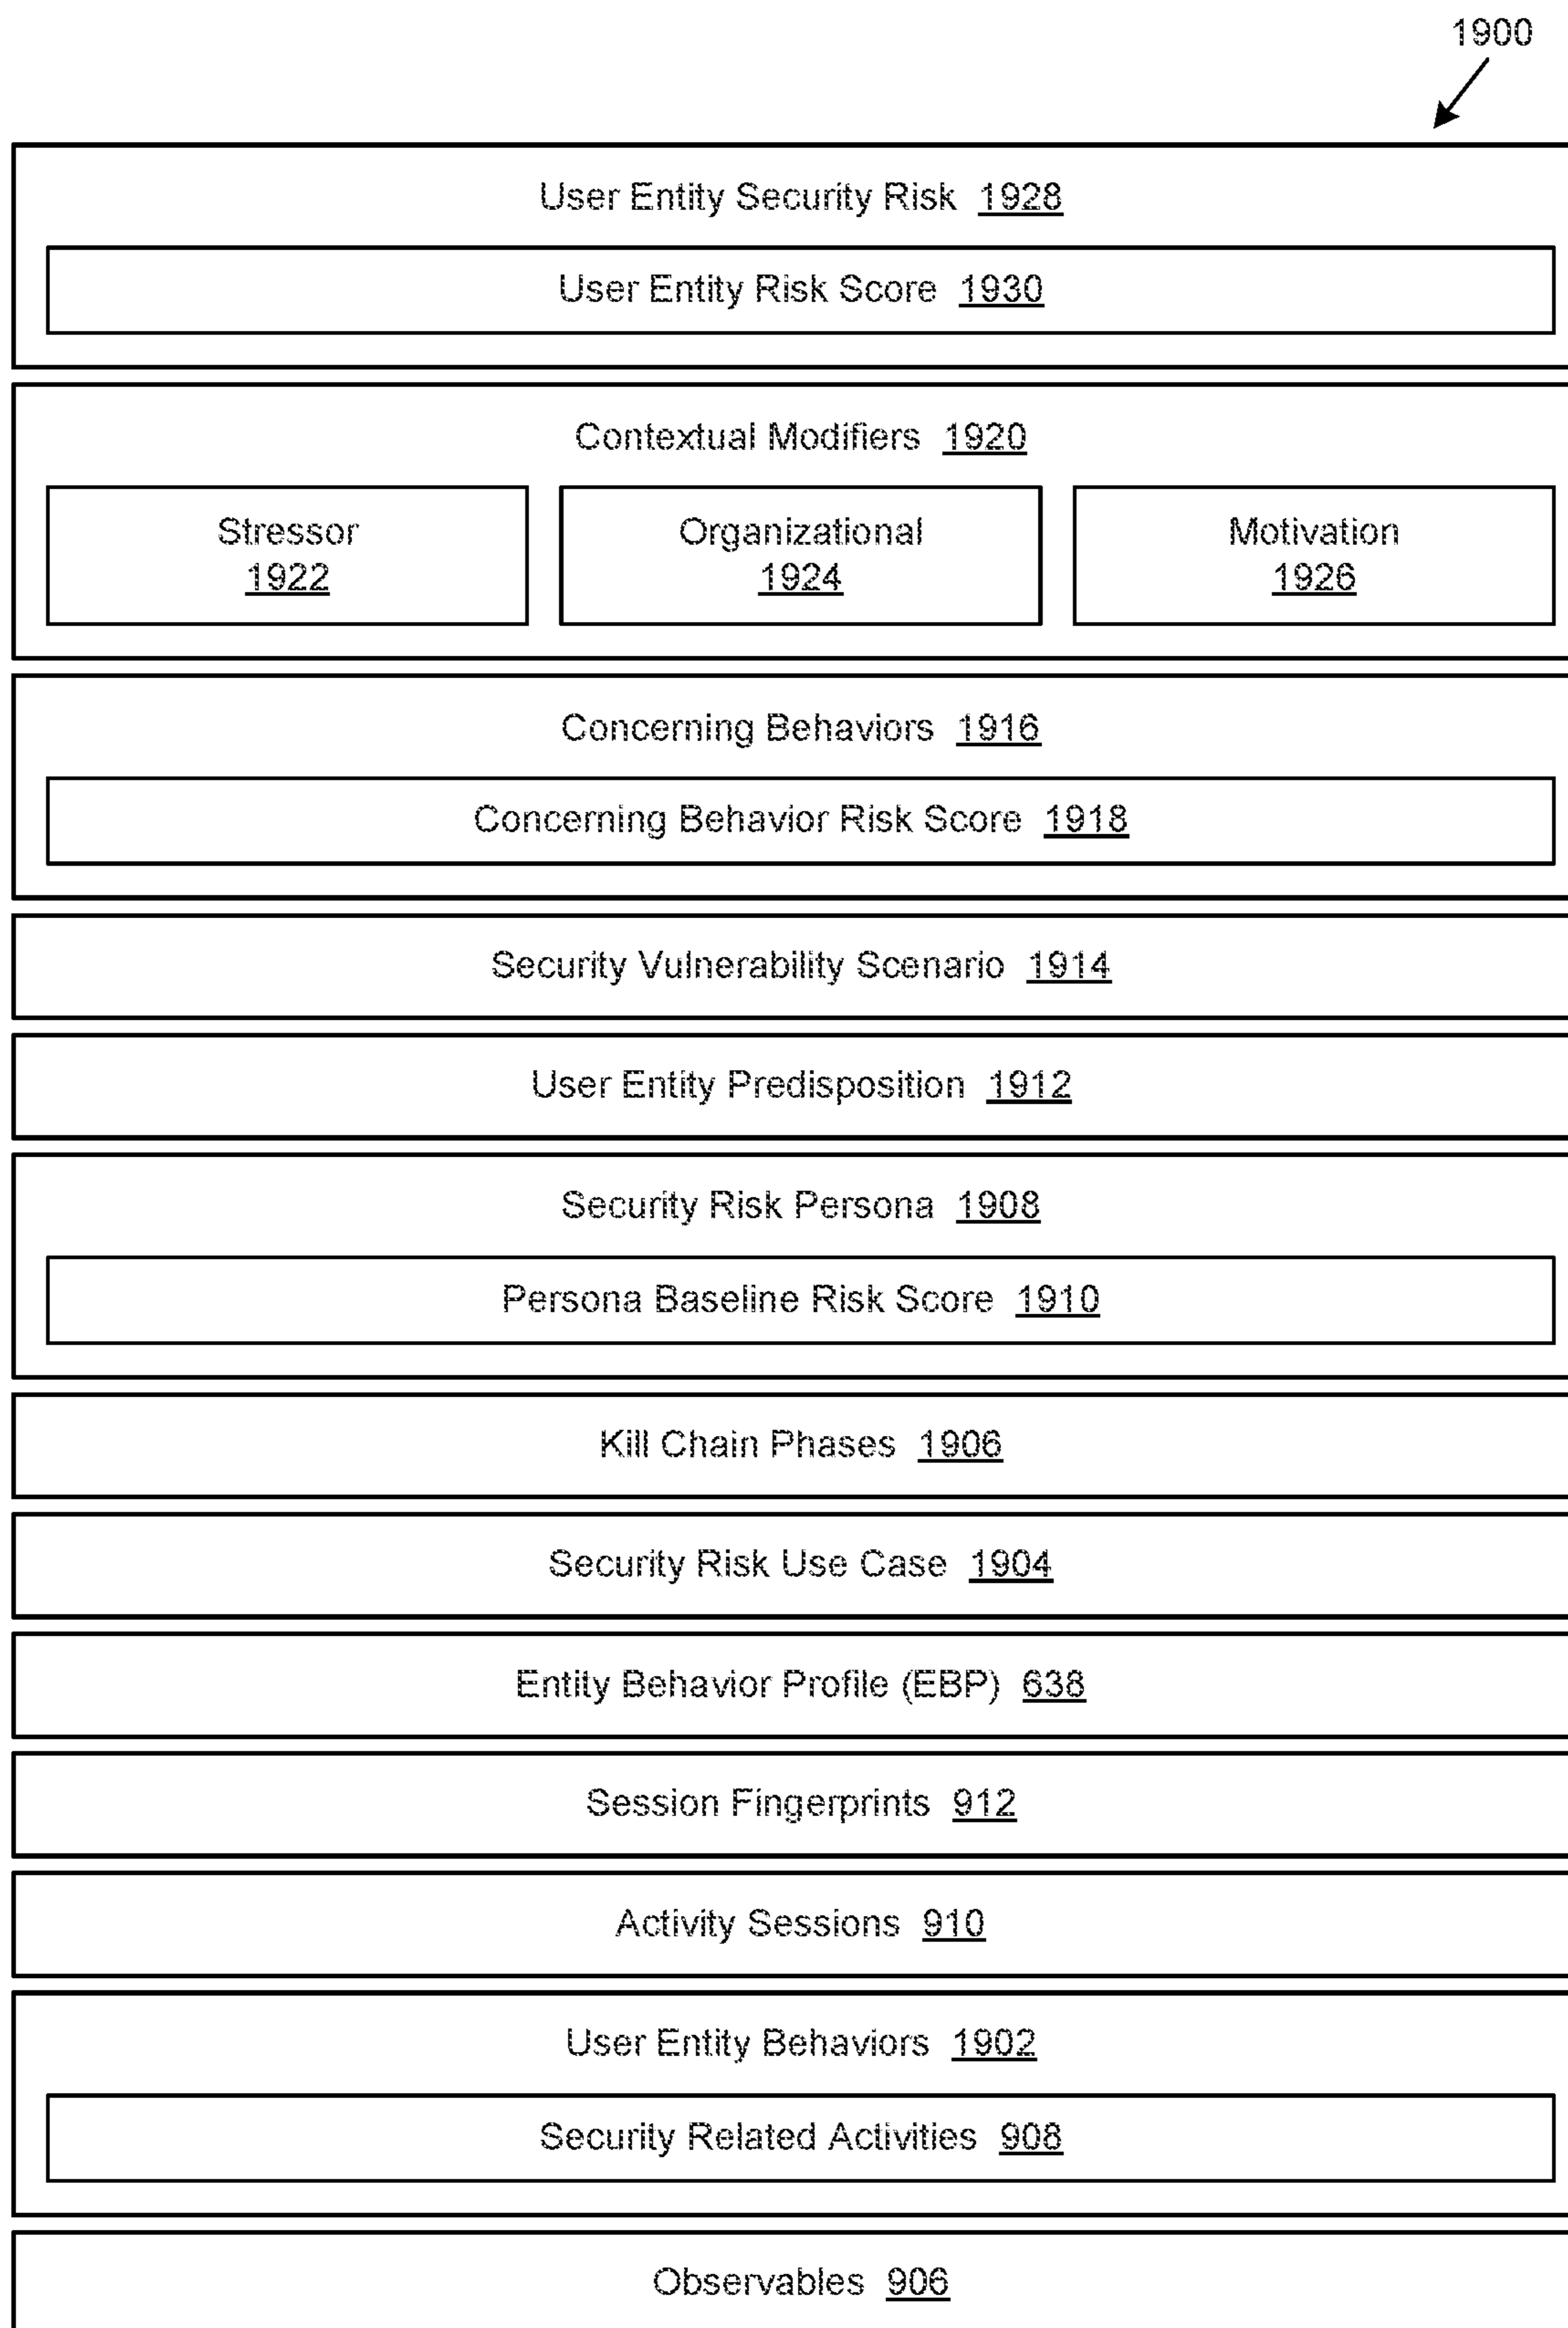 1900
User Entity Security Risk 1928
User Entity Risk Score 1930
Contextual Modifiers 1920
Stressor
1922
Organizational
1924
Motivation
1926
Concerning Behaviors 1916
Concerning Behavior Risk Score 1918
Security Vulnerability Scenario 1914
User Entity Predisposition 1912
Security Risk Persona 1908
Persona Baseline Risk Score 1910
Kill Chain Phases 1906
Security Risk Use Case 1904
Entity Behavior Profile (EBP) 638
Session Fingerprints 912
Activity Sessions 910
User Entity Behaviors 1902
Security Related Activities 908
Observables 906